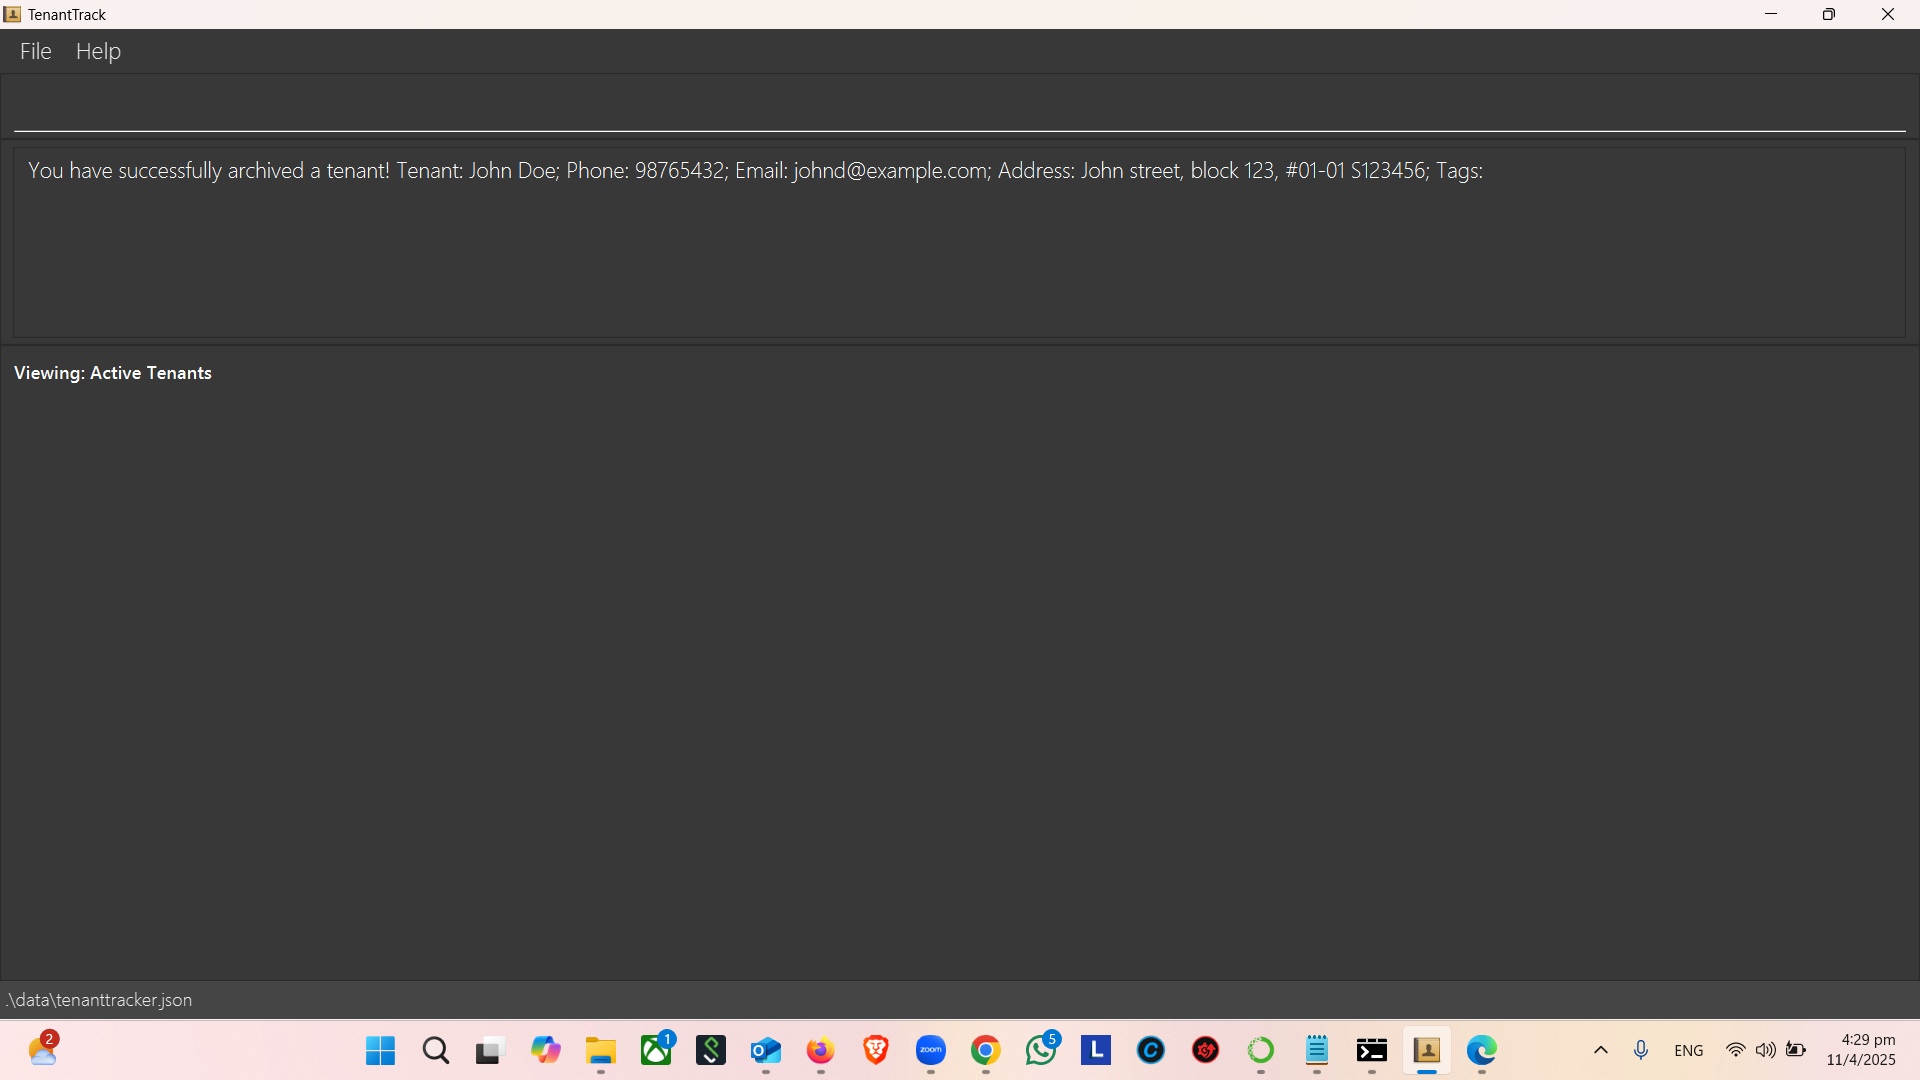 TenantTrack
File Help
You have successfully archived a tenant! Tenant: John Doe; Phone: 98765432; Email: johnd@example.com; Address: John street, block 123, #01-01 S123456; Tags:
Viewing: Active Tenants
.\data\tenanttracker.json
2
1
zoom
5
L
C
ENG
4:29 pm
11/4/2025